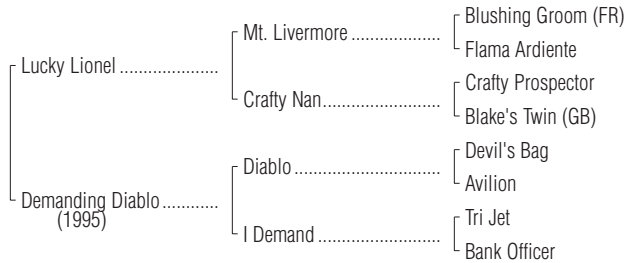 Blushing Groom (FR)
Mt. Livermore ..................
Flama Ardiente
Lucky Lionel ....................
Crafty Prospector
Crafty Nan........................
Blake's Twin (GB)
Devil's Bag
Diablo ..............................
Avilion
Demanding Diablo ...........
(1995)
Tri Jet
I Demand .........................
Bank Officer